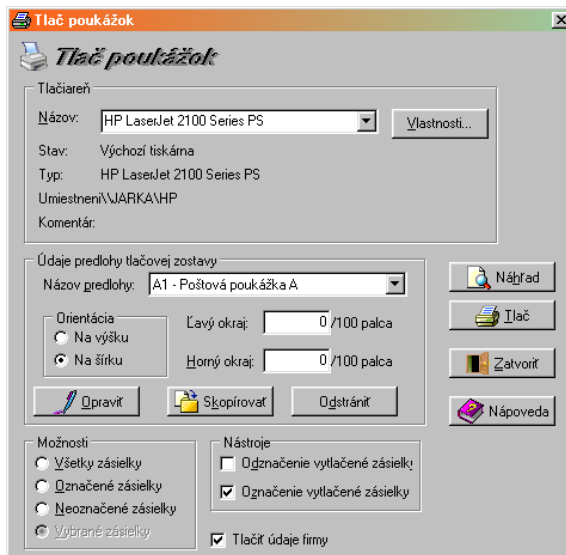 Tlač poukážok
Tlač poukážok
Tlačiareň
Názov: HP LaserJet 2100 Series PS Vlastnosti...
Stav: Výchozí tiskárna
Typ: HP LaserJet 2100 Series PS
Umiestneni\\JARKA\HP
Komentár:
Údaje predlohy tlačovej zostavy
Názov predlohy: A1 - Poštová poukážka A
Orientácia
Na výšku
Na šírku
Ľavý okraj: 0 /100 palca
Horný okraj: 0 /100 palca
Opraviť Skopírovať Odstrániť
Náhľad
Tlač
Zatvoriť
Nápoveda
Možnosti
Všetky zásielky
Označené zásielky
Neoznačené zásielky
Vybrané zásielky
Nástroje
Odznačenie vytlačené zásielky
Označenie vytlačené zásielky
Tlačiť údaje firmy